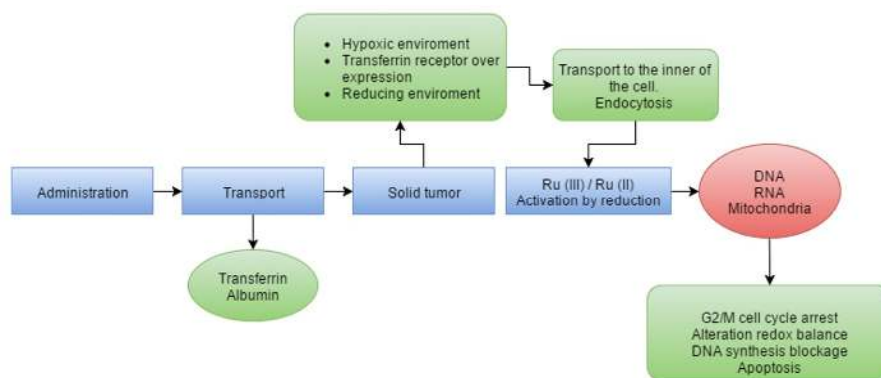 • Hypoxic enviroment
• Transferrin receptor over
expression
• Reducing enviroment
Transport to the inner of
the cell.
Endocytosis
Administration
Transport
Solid tumor
Ru (III) / Ru (II)
Activation by reduction
DNA
RNA
Mitochondria
Transferrin
Albumin
G2/M cell cycle arrest
Alteration redox balance
DNA synthesis blockage
Apoptosis